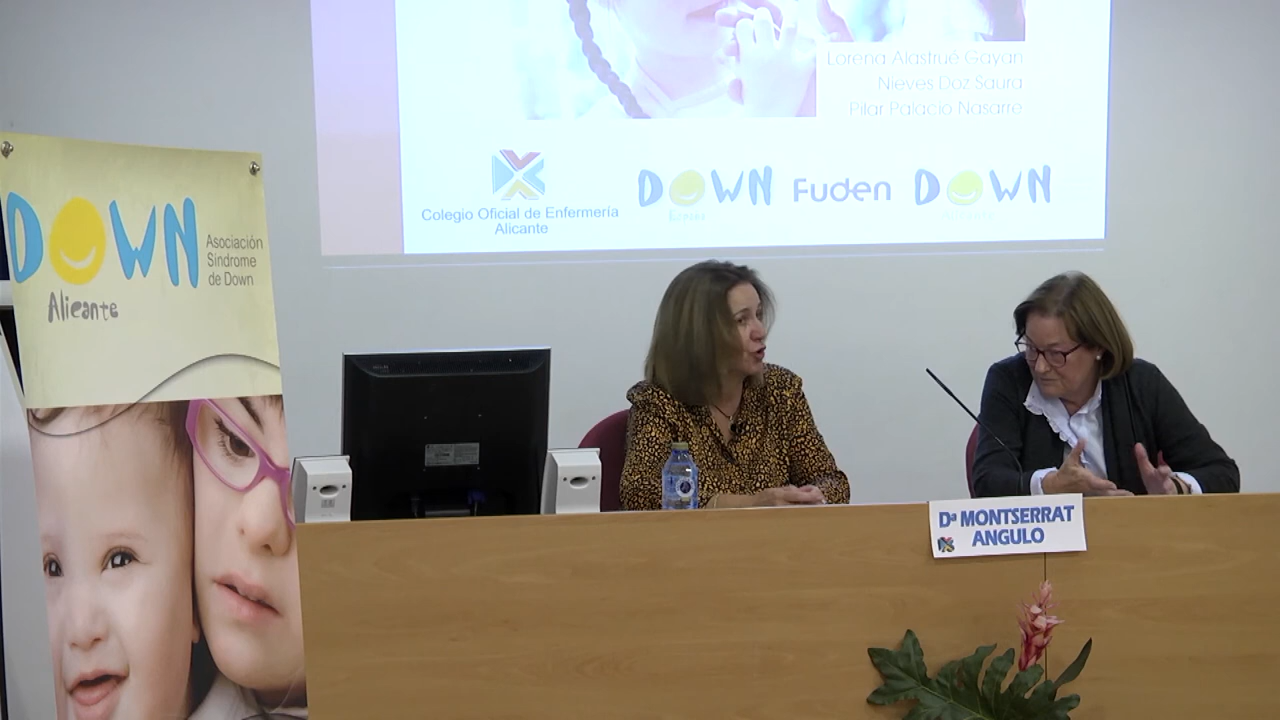 Lorena Alastrué Gayan
Nieves Doz Saura
Pilar Palacio Nasarre
Colegio Oficial de Enfermería
Alicante
DOWN
Fuden
DOWN
DOWN
Alicante
Asociación
Síndrome
de Down
Dª MONTSERRAT
ANGULO